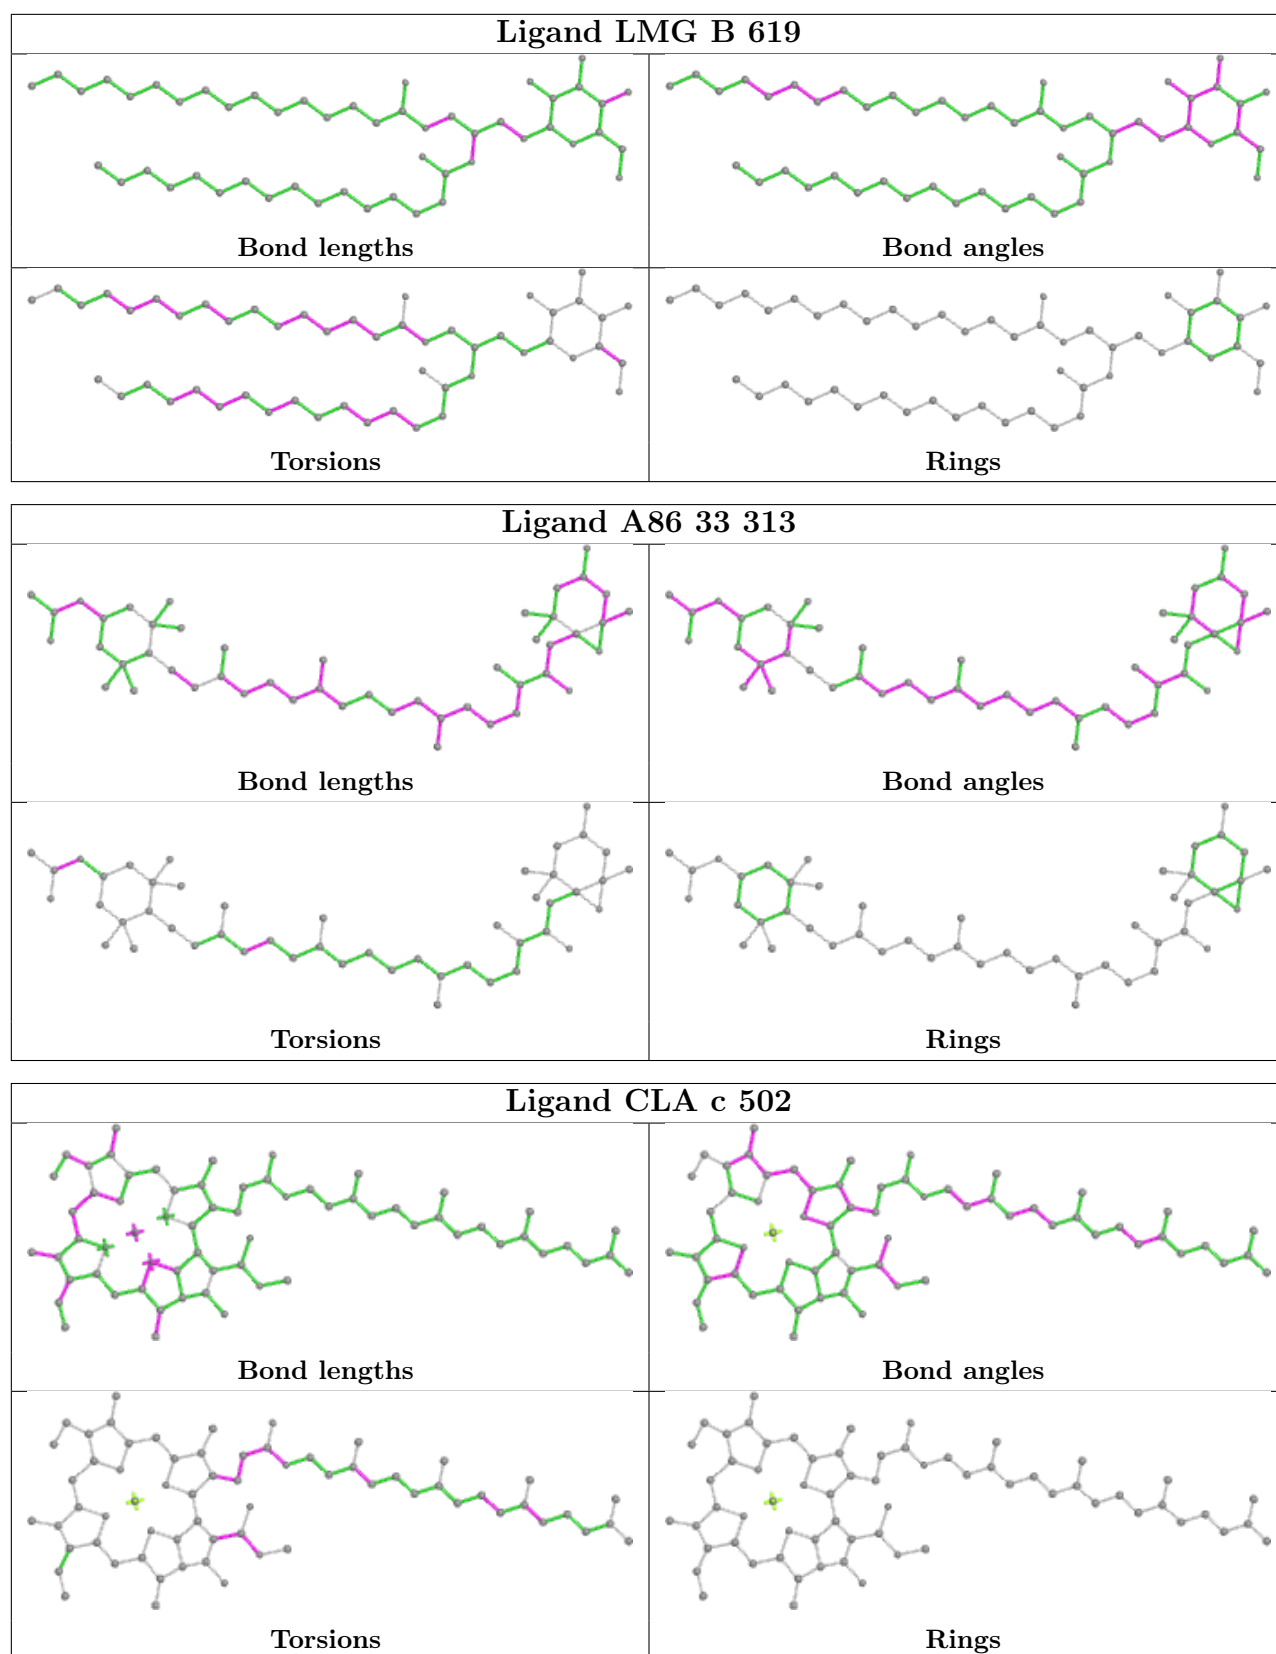 Ligand LMG B 619
Bond lengths
Bond angles
Torsions
Rings
Ligand A86 33 313
Bond lengths
Bond angles
Torsions
Rings
Ligand CLA c 502
Bond lengths
Bond angles
Torsions
Rings